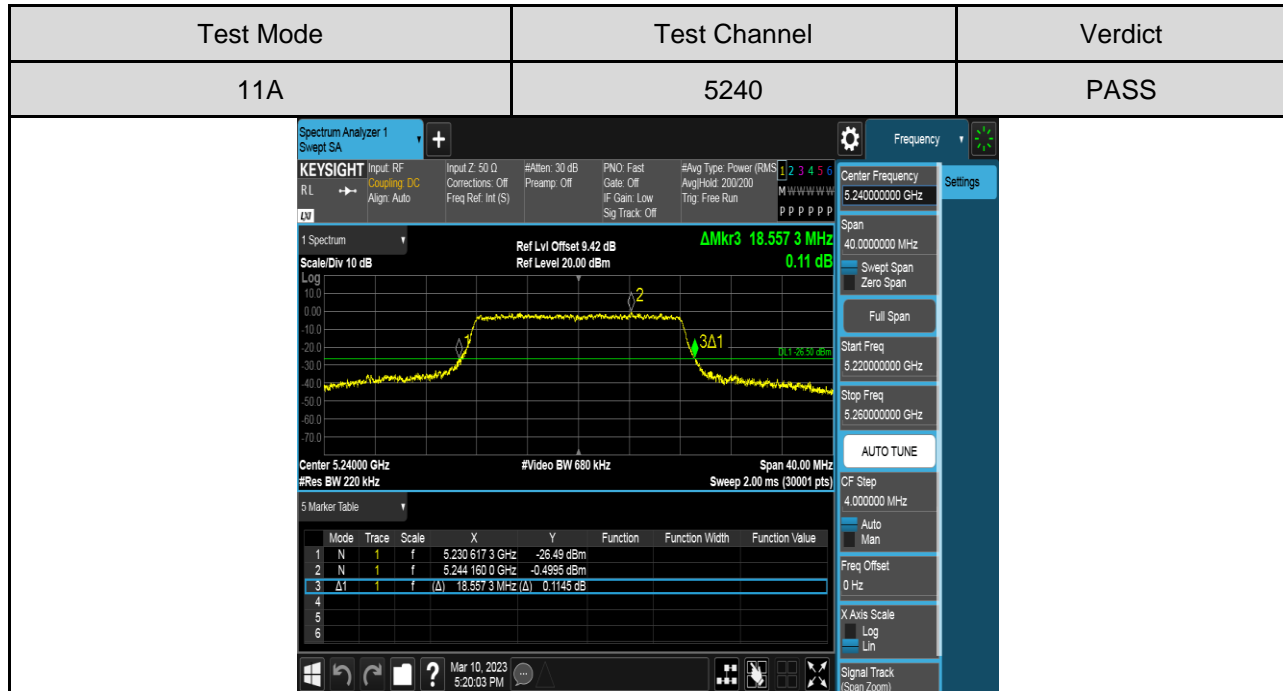 Test Mode Test Channel Verdict
11A 5240 PASS
Spectrum Analyzer 1
Swept SA
+
Frequency
KEYSIGHT Input: RF Input Z: 50 Ω #Atten: 30 dB PNO: Fast #Avg Type: Power (RMS 1 2 3 4 5 6
RL Coupling: DC Corrections: Off Preamp: Off Gate: Off Avg|Hold: 200/200 M W W W W W
Align: Auto Freq Ref: Int (S) IF Gain: Low Trig: Free Run
LXI Sig Track: Off P P P P P P
Center Frequency
5.240000000 GHz
Settings
1 Spectrum
Ref Lvl Offset 9.42 dB ΔMkr3 18.557 3 MHz
Scale/Div 10 dB Ref Level 20.00 dBm 0.11 dB
Log
10.0
0.00
-10.0
-20.0
-30.0
-40.0
-50.0
-60.0
-70.0
2
1
3Δ1
DL1 -26.50 dBm
Center 5.24000 GHz #Video BW 680 kHz Span 40.00 MHz
#Res BW 220 kHz Sweep 2.00 ms (30001 pts)
Span
40.0000000 MHz
Swept Span
Zero Span
Full Span
Start Freq
5.220000000 GHz
Stop Freq
5.260000000 GHz
AUTO TUNE
CF Step
4.000000 MHz
Auto
Man
Freq Offset
0 Hz
X Axis Scale
Log
Lin
Signal Track
(Span Zoom)
5 Marker Table
Mode Trace Scale X Y Function Function Width Function Value
1 N 1 f 5.230 617 3 GHz -26.49 dBm
2 N 1 f 5.244 160 0 GHz -0.4995 dBm
3 Δ1 1 f (Δ) 18.557 3 MHz (Δ) 0.1145 dB
4
5
6
?
Mar 10, 2023
5:20:03 PM